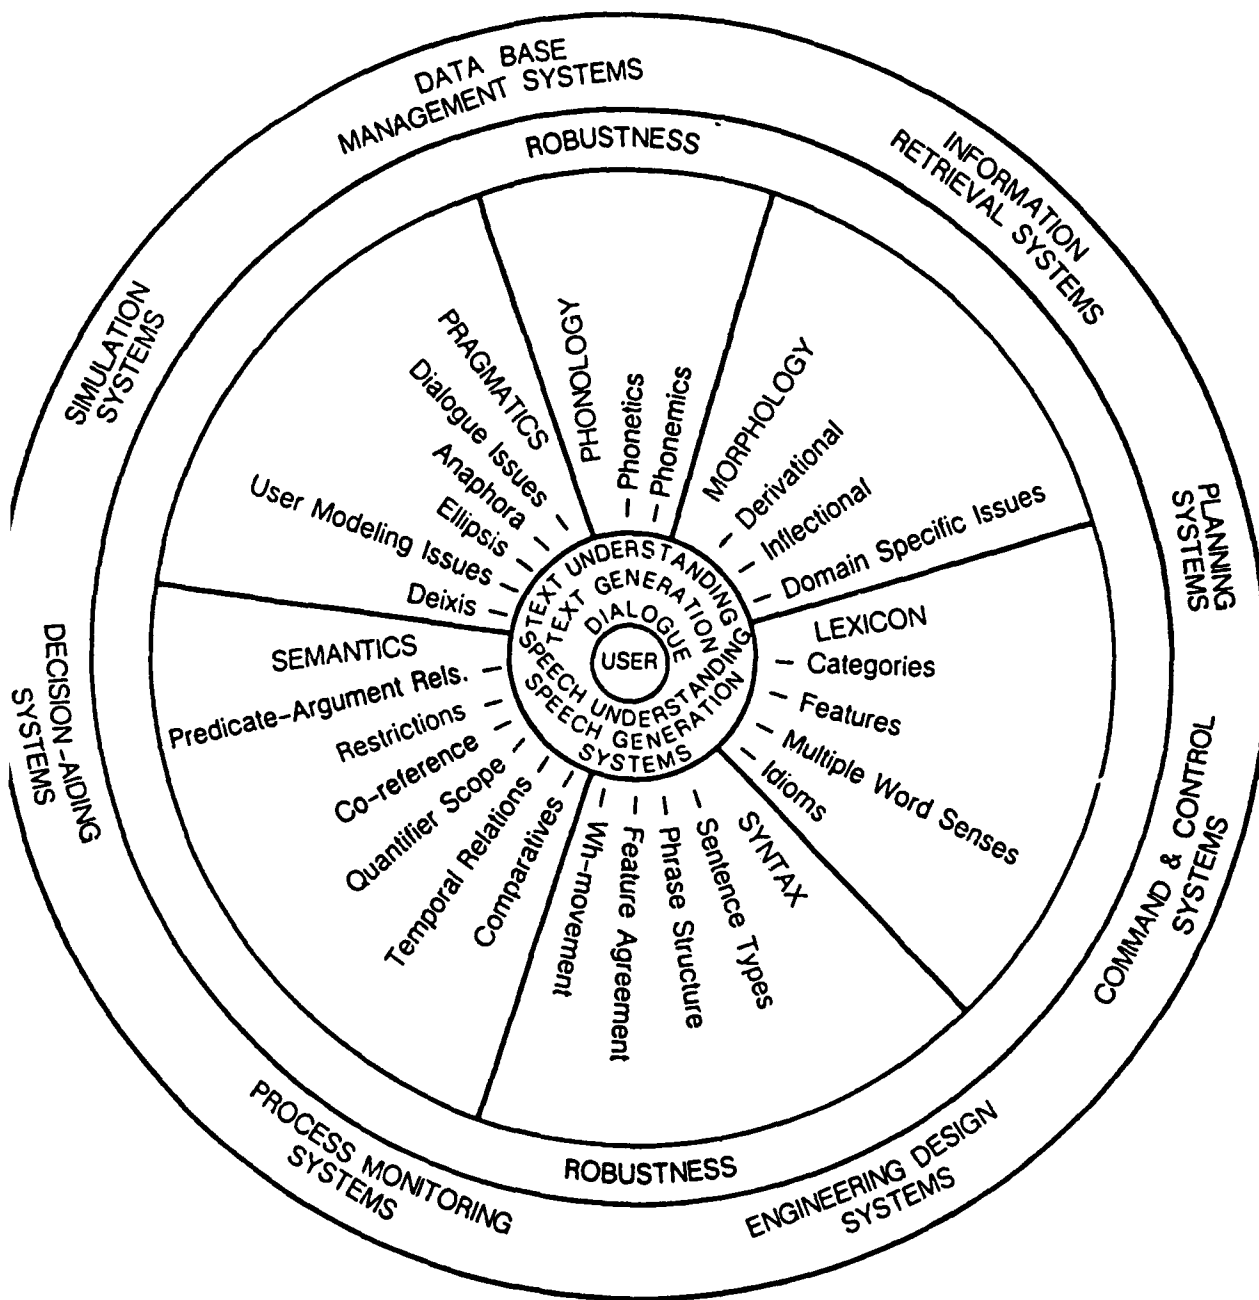 DATA BASE
MANAGEMENT SYSTEMS
INFORMATION
RETRIEVAL SYSTEMS
PLANNING
SYSTEMS
COMMAND & CONTROL
SYSTEMS
ENGINEERING DESIGN
SYSTEMS
PROCESS MONITORING
SYSTEMS
DECISION-AIDING
SYSTEMS
SIMULATION
SYSTEMS
ROBUSTNESS
ROBUSTNESS
PHONOLOGY
– Phonetics
– Phonemics
MORPHOLOGY
– Derivational
– Inflectional
– Domain Specific Issues
LEXICON
– Categories
– Features
– Multiple Word Senses
– Idioms
SYNTAX
– Sentence Types
– Phrase Structure
– Feature Agreement
– Wh-movement
SEMANTICS
Predicate-Argument Rels. –
Restrictions –
Co-reference –
Quantifier Scope –
Temporal Relations –
Comparatives –
PRAGMATICS
Dialogue Issues –
Anaphora –
Ellipsis –
User Modeling Issues –
Deixis –
TEXT UNDERSTANDING
TEXT GENERATION
DIALOGUE
USER
SPEECH UNDERSTANDING
SPEECH GENERATION
SYSTEMS